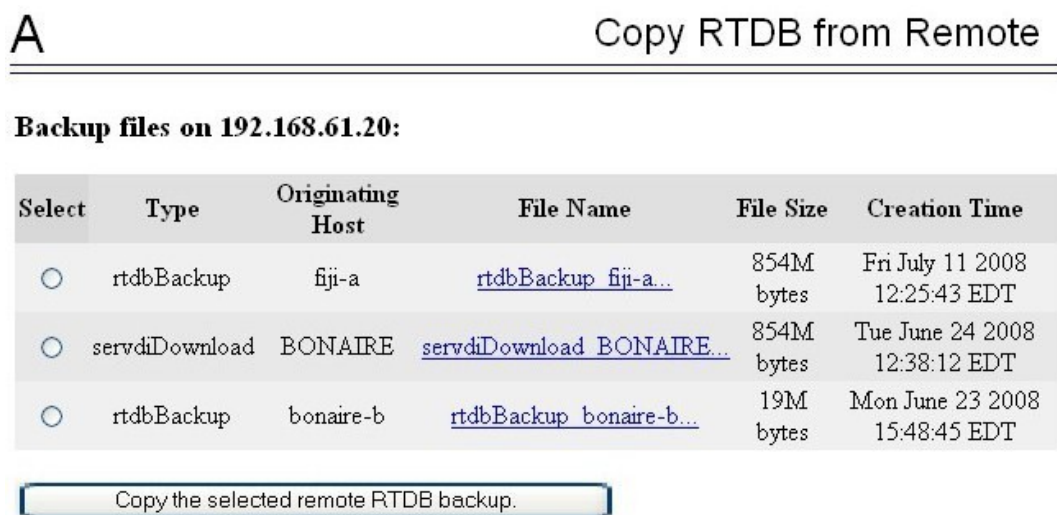 A
Copy RTDB from Remote
Backup files on 192.168.61.20:
Select Type Originating Host File Name File Size Creation Time
rtdbBackup fiji-a rtdbBackup_fiji-a... 854M bytes Fri July 11 2008 12:25:43 EDT
servdiDownload BONAIRE servdiDownload_BONAIRE... 854M bytes Tue June 24 2008 12:38:12 EDT
rtdbBackup bonaire-b rtdbBackup_bonaire-b... 19M bytes Mon June 23 2008 15:48:45 EDT
Copy the selected remote RTDB backup.